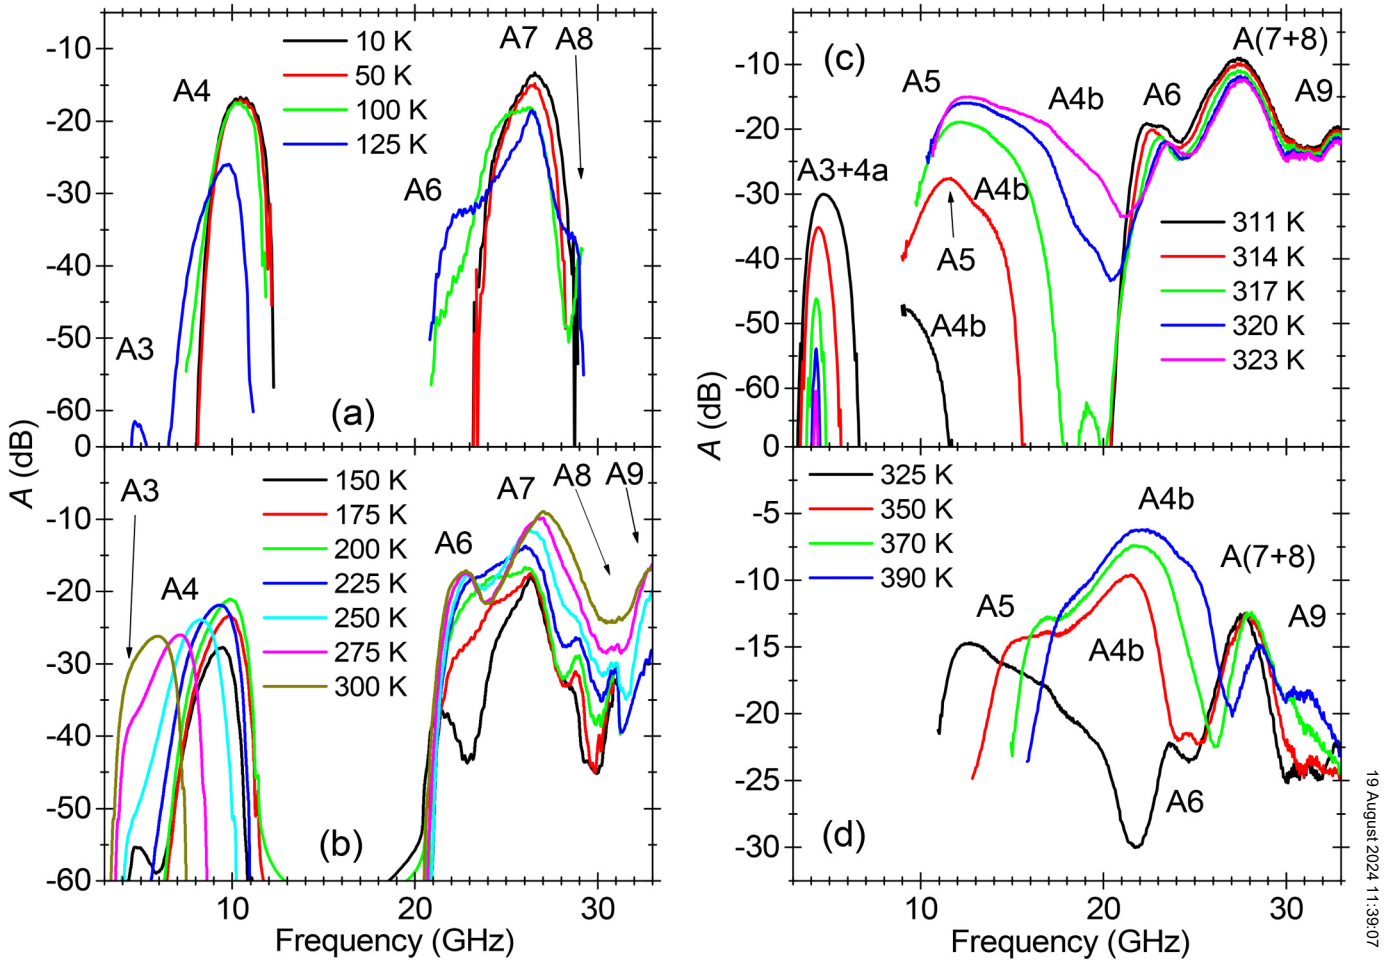 A7 A8
10 K
50 K
100 K
125 K
A4
A6
A3
(a)
-10
-20
-30
-40
-50
-60
0
A (dB)
A3
150 K
175 K
200 K
225 K
250 K
275 K
300 K
A4
A6
A7
A8
A9
(b)
-10
-20
-30
-40
-50
-60
10 20 30
Frequency (GHz)
(c)
A5
A4b
A6
A(7+8)
A9
A3+4a
A4b
A5
A4b
311 K
314 K
317 K
320 K
323 K
-10
-20
-30
-40
-50
-60
0
A (dB)
325 K
350 K
370 K
390 K
A4b
A(7+8)
A5
A4b
A9
A6
(d)
-5
-10
-15
-20
-25
-30
10 20 30
Frequency (GHz)
19 August 2024 11:39:07